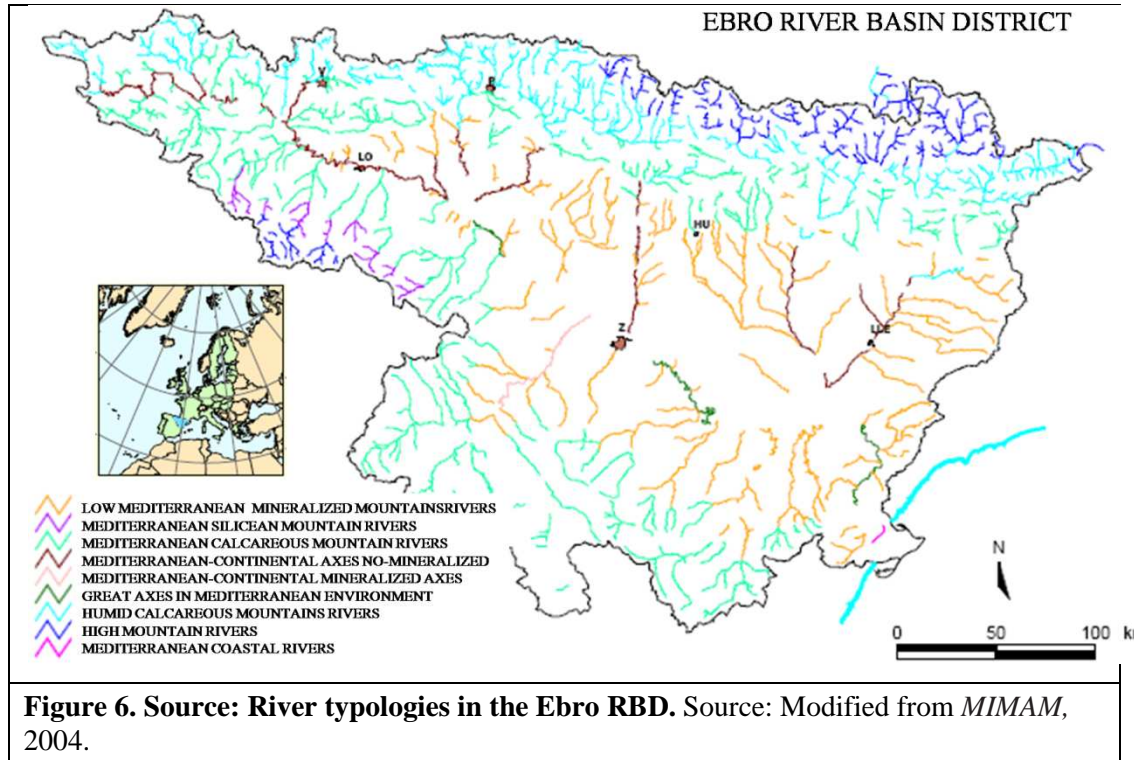 EBRO RIVER BASIN DISTRICT
V
P
LO
HU
Z
LLE
LOW MEDITERRANEAN MINERALIZED MOUNTAINSRIVERS
MEDITERRANEAN SILICEAN MOUNTAIN RIVERS
MEDITERRANEAN CALCAREOUS MOUNTAIN RIVERS
MEDITERRANEAN-CONTINENTAL AXES NO-MINERALIZED
MEDITERRANEAN-CONTINENTAL MINERALIZED AXES
GREAT AXES IN MEDITERRANEAN ENVIRONMENT
HUMID CALCAREOUS MOUNTAINS RIVERS
HIGH MOUNTAIN RIVERS
MEDITERRANEAN COASTAL RIVERS
N
0 50 100 km
Figure 6. Source: River typologies in the Ebro RBD. Source: Modified from MIMAM,
2004.